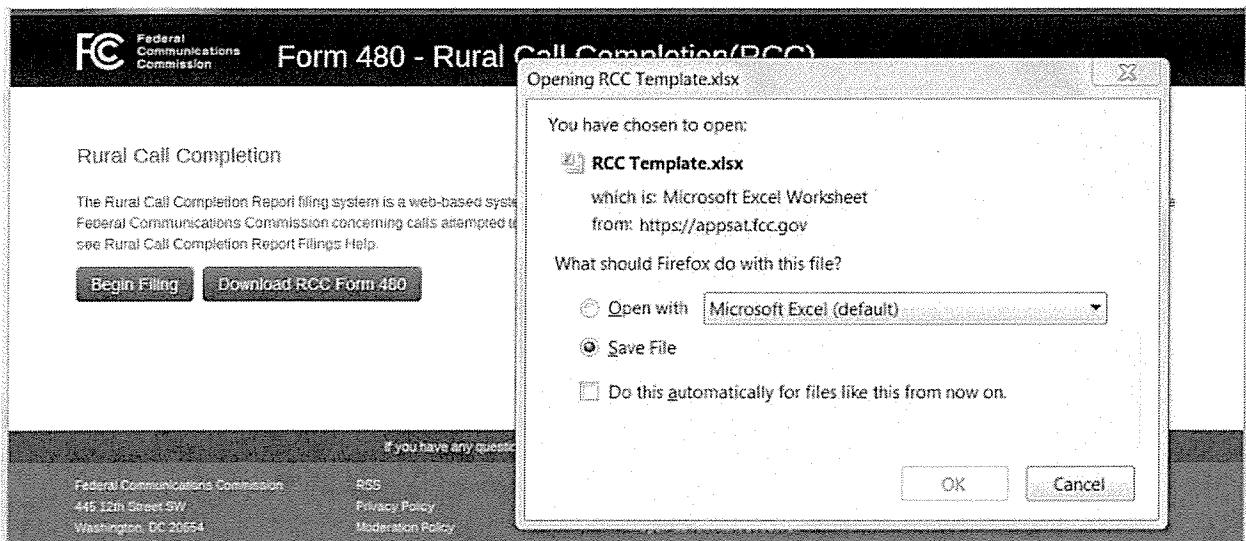 FCC
Federal
Communications
Commission
Form 480 - Rural Call Completion(RCC)
Rural Call Completion
The Rural Call Completion Report filing system is a web-based syste
Federal Communications Commission concerning calls attempted t
see Rural Call Completion Report Filings Help.
Begin Filing
Download RCC Form 480
If you have any questio
Federal Communications Commission
445 12th Street SW
Washington, DC 20554
RSS
Privacy Policy
Moderation Policy
Opening RCC Template.xlsx
You have chosen to open:
RCC Template.xlsx
which is: Microsoft Excel Worksheet
from: https://appsat.fcc.gov
What should Firefox do with this file?
Open with
Microsoft Excel (default)
Save File
Do this automatically for files like this from now on.
OK
Cancel